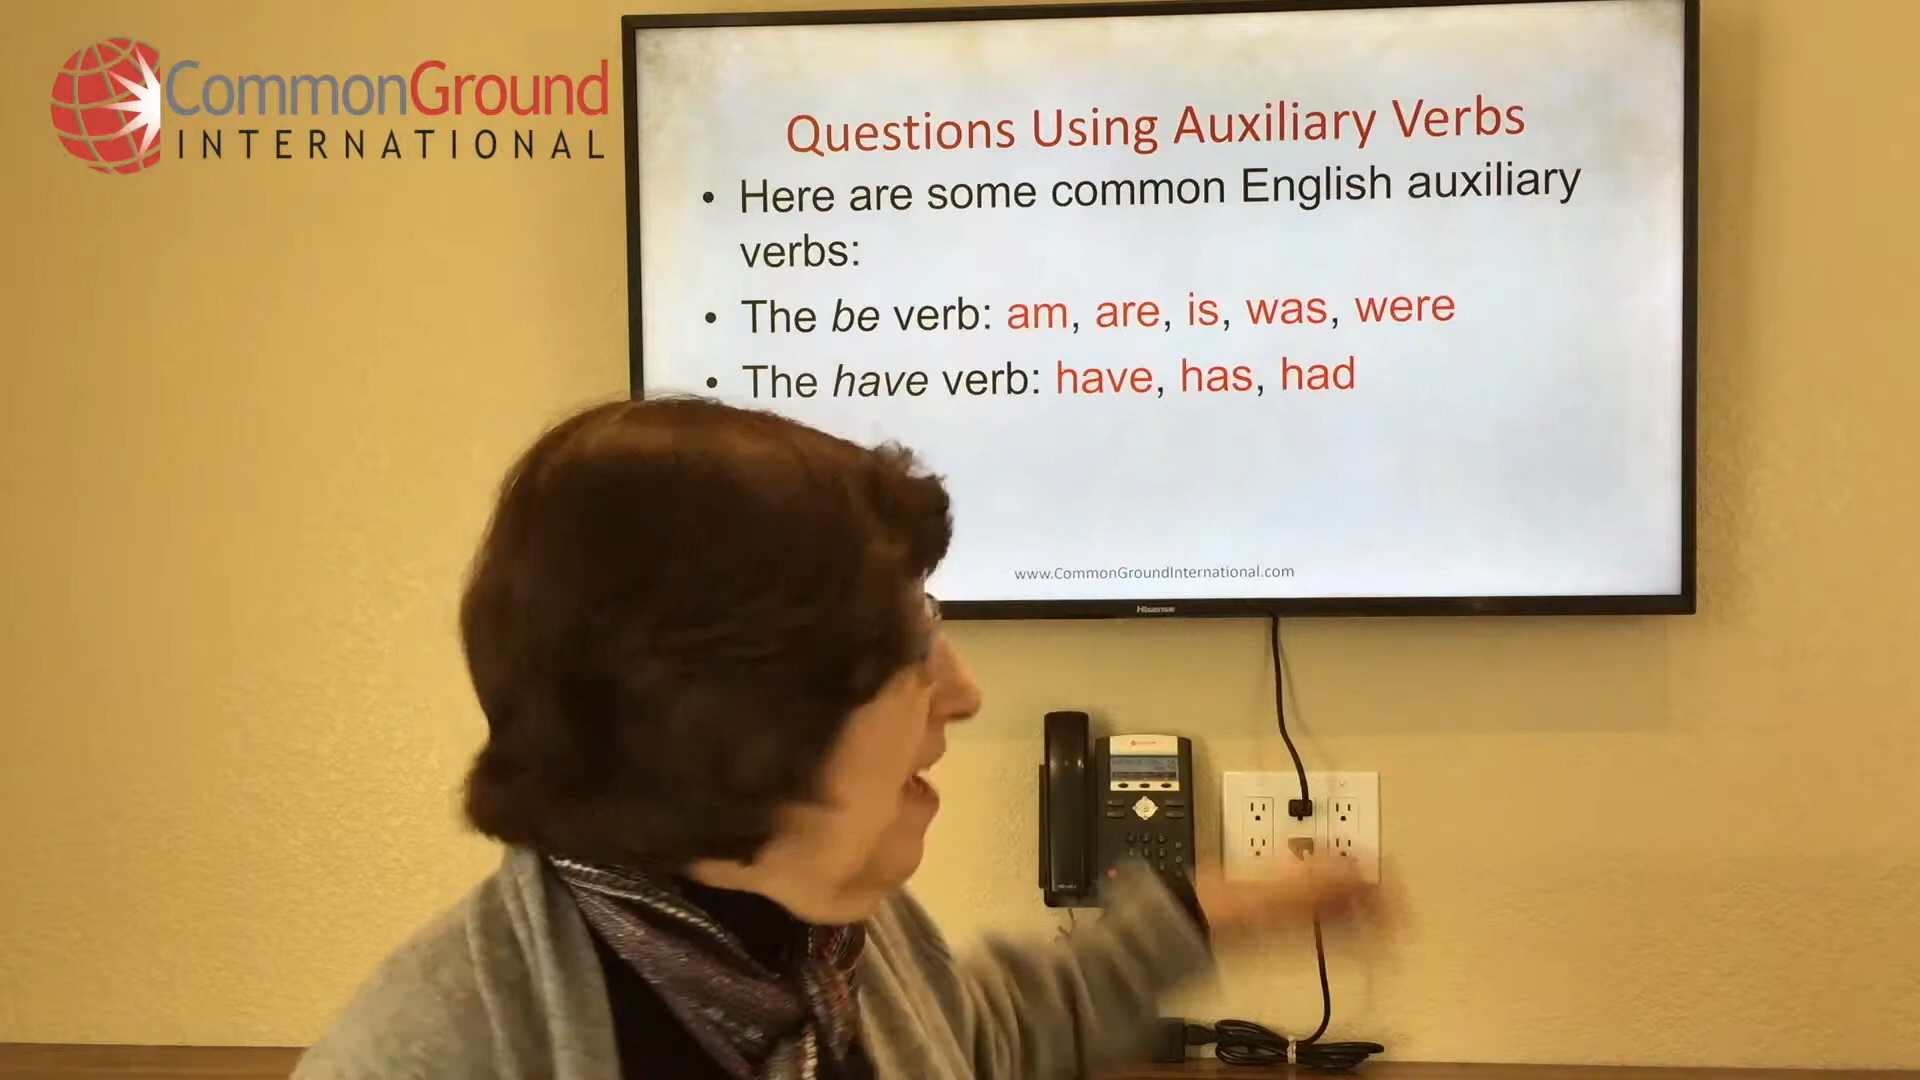 CommonGround
INTERNATIONAL
Questions Using Auxiliary Verbs
• Here are some common English auxiliary
verbs:
• The be verb: am, are, is, was, were
• The have verb: have, has, had
www.CommonGroundInternational.com
Hisense